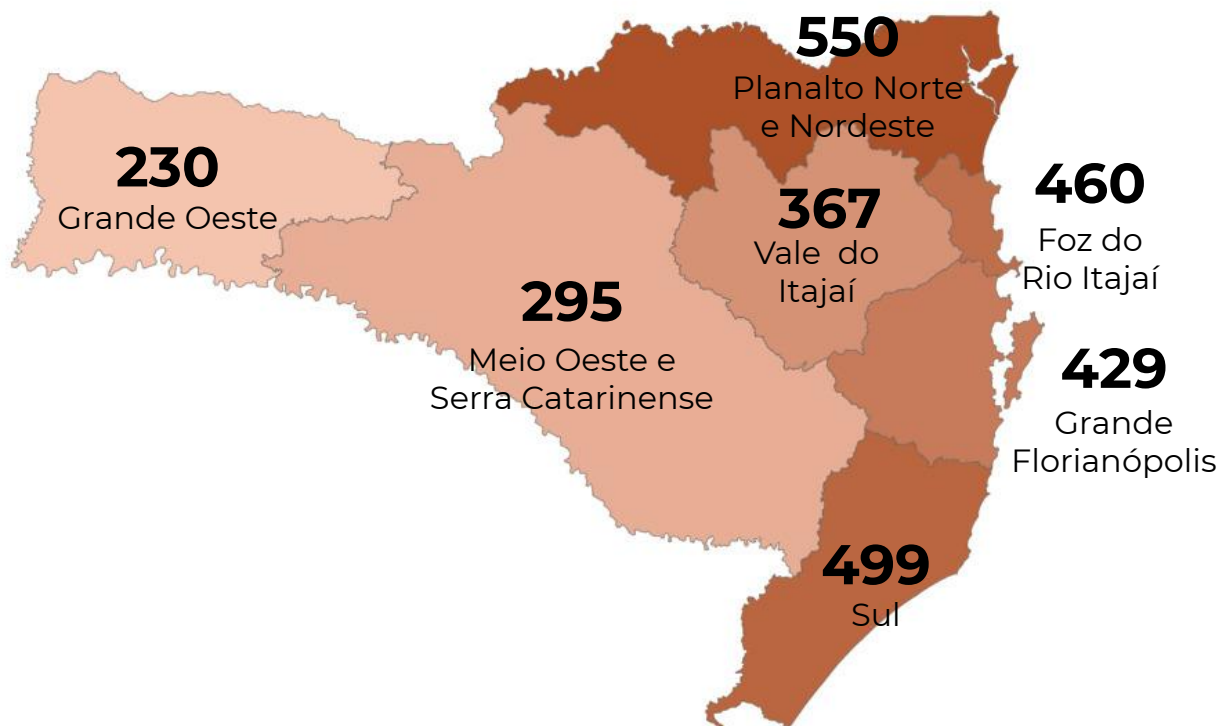 550
Planalto Norte
e Nordeste
230
Grande Oeste
460
Foz do
Rio Itajaí
367
Vale do
Itajaí
295
Meio Oeste e
Serra Catarinense
429
Grande
Florianópolis
499
Sul